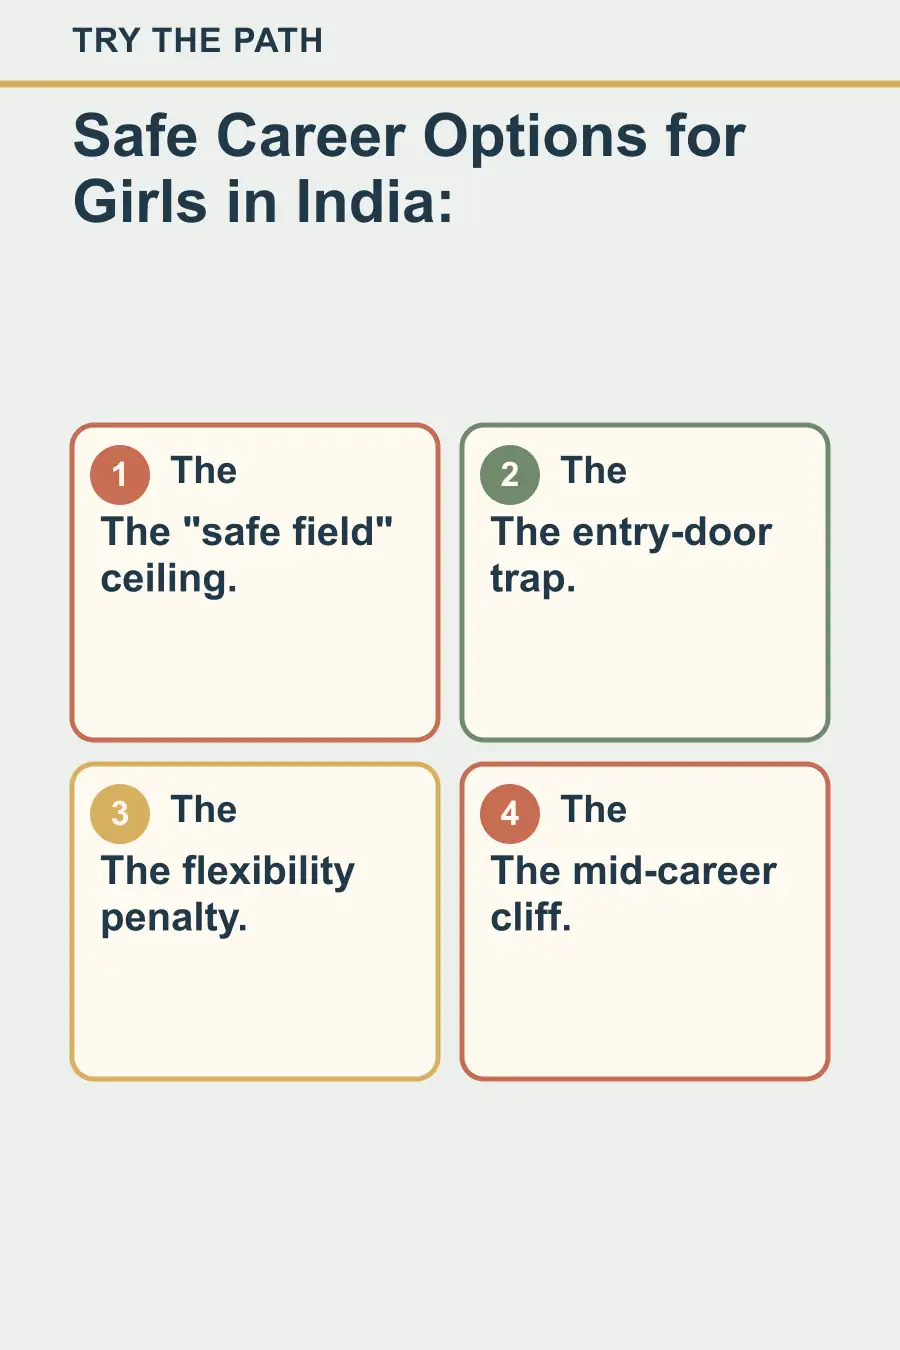 TRY THE PATH
Safe Career Options for
Girls in India:
1 The
The "safe field"
ceiling.
2 The
The entry-door
trap.
3 The
The flexibility
penalty.
4 The
The mid-career
cliff.